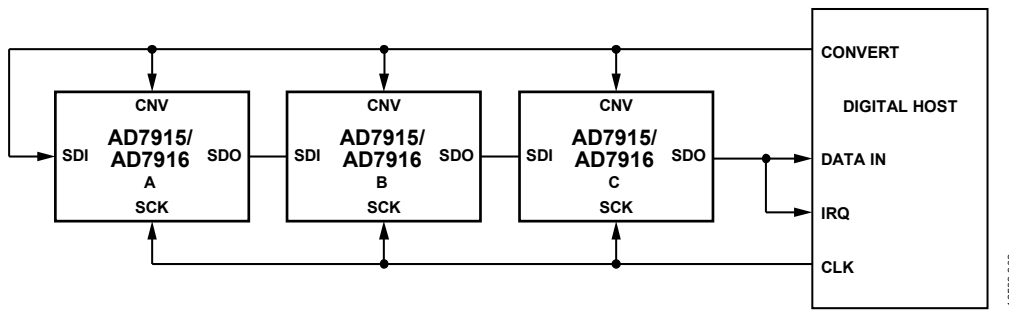 CONVERT
CNV
CNV
CNV
DIGITAL HOST
AD7915/
AD7916
AD7915/
AD7916
AD7915/
AD7916
SDI
SDO
SDI
SDO
SDI
SDO
DATA IN
A
B
C
SCK
SCK
SCK
IRQ
CLK